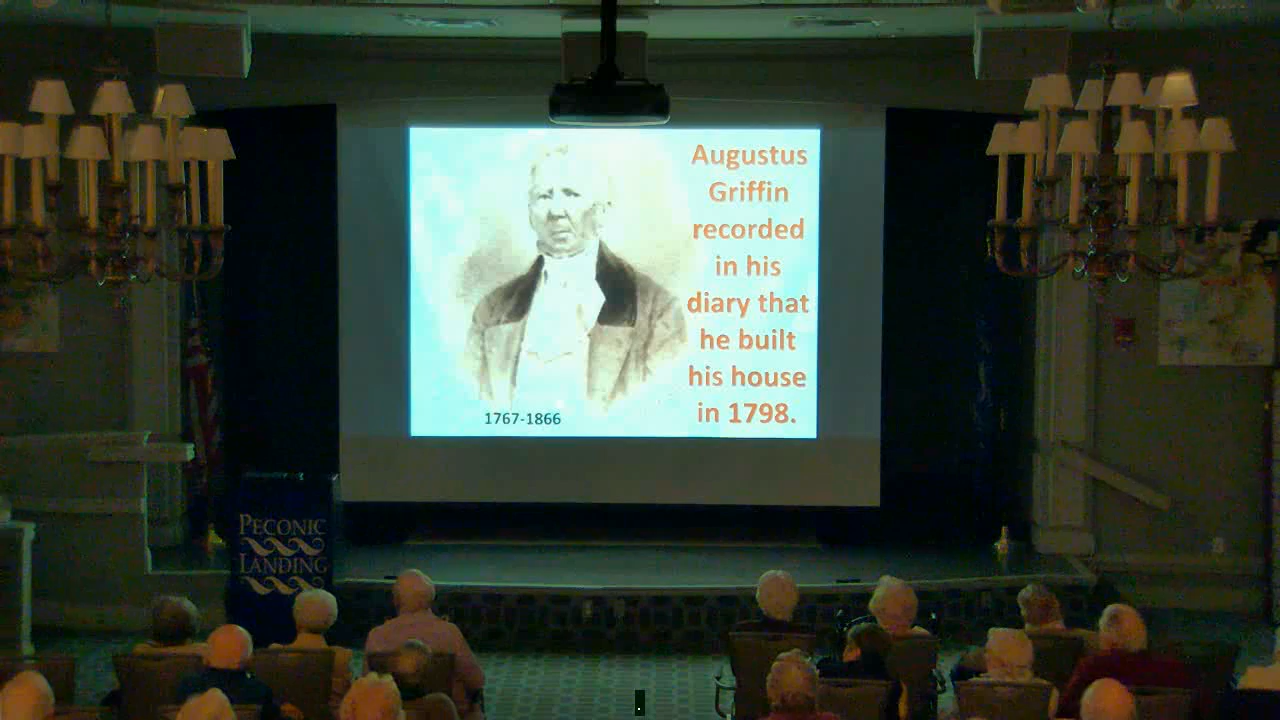 Augustus
Griffin
recorded
in his
diary that
he built
his house
in 1798.
1767-1866
PECONIC
LANDING